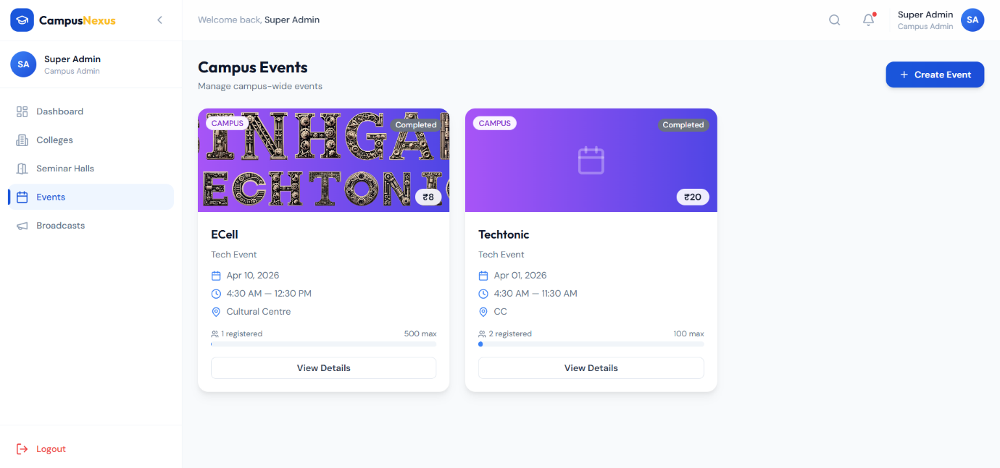 CampusNexus
Welcome back, Super Admin
Super Admin
Campus Admin
SA
SA
Super Admin
Campus Admin
Dashboard
Colleges
Seminar Halls
Events
Broadcasts
Logout
Campus Events
Manage campus-wide events
+ Create Event
CAMPUS
Completed
INHGA
ECHTONI
₹8
ECell
Tech Event
Apr 10, 2026
4:30 AM — 12:30 PM
Cultural Centre
1 registered
500 max
View Details
CAMPUS
Completed
₹20
Techtonic
Tech Event
Apr 01, 2026
4:30 AM — 11:30 AM
CC
2 registered
100 max
View Details